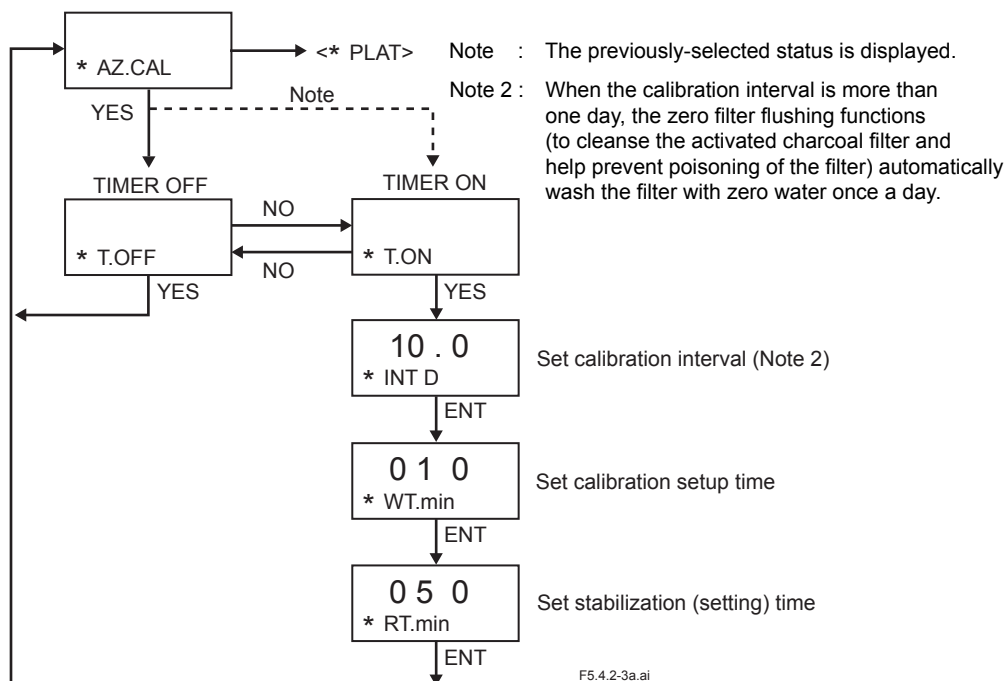 * AZ.CAL
<* PLAT>
Note : The previously-selected status is displayed.
Note 2 : When the calibration interval is more than
one day, the zero filter flushing functions
(to cleanse the activated charcoal filter and
help prevent poisoning of the filter) automatically
wash the filter with zero water once a day.
YES
Note
TIMER OFF
TIMER ON
NO
* T.OFF
* T.ON
NO
YES
YES
10 . 0
* INT D
Set calibration interval (Note 2)
ENT
0 1 0
* WT.min
Set calibration setup time
ENT
0 5 0
* RT.min
Set stabilization (setting) time
ENT
F5.4.2-3a.ai